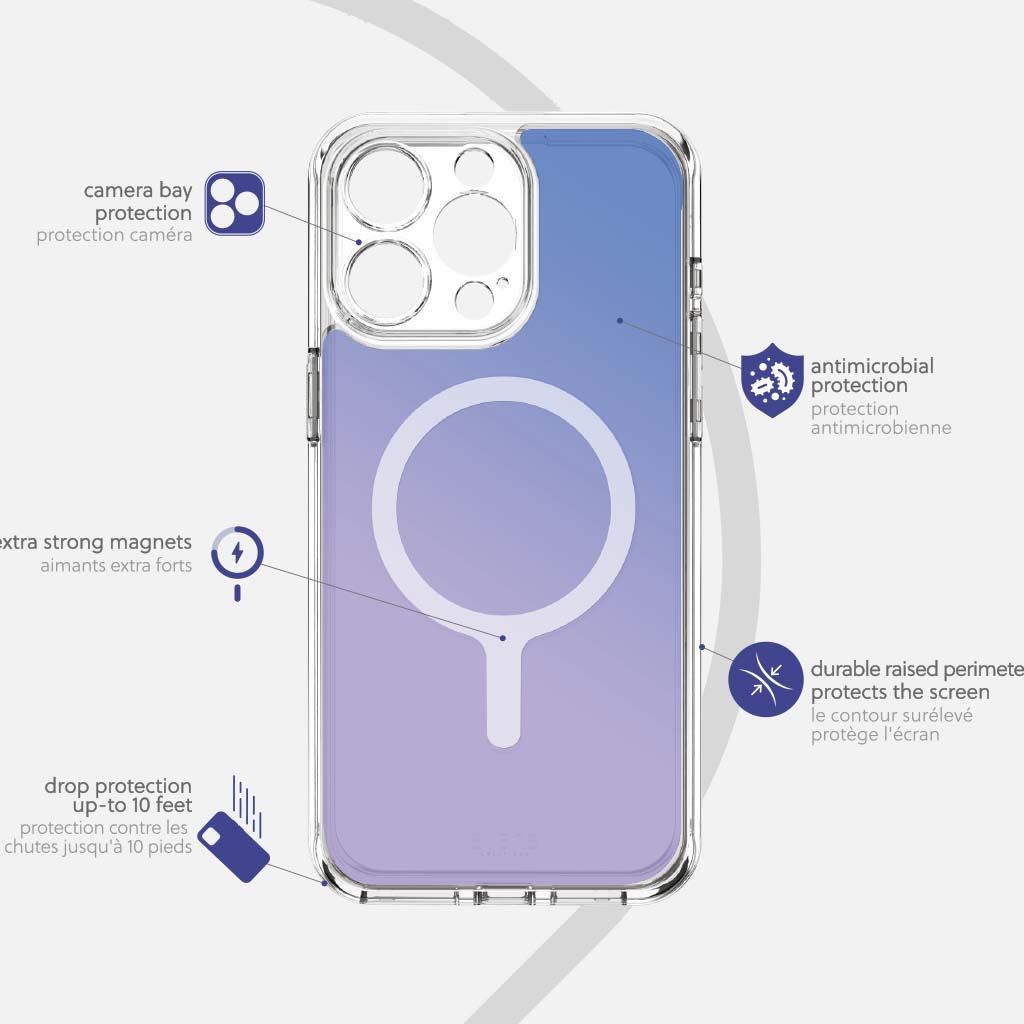 camera bay
protection
protection caméra
antimicrobial
protection
protection
antimicrobienne
extra strong magnets
aimants extra forts
durable raised perimete
protects the screen
le contour surélevé
protège l'écran
drop protection
up-to 10 feet
protection contre les
chutes jusqu'à 10 pieds